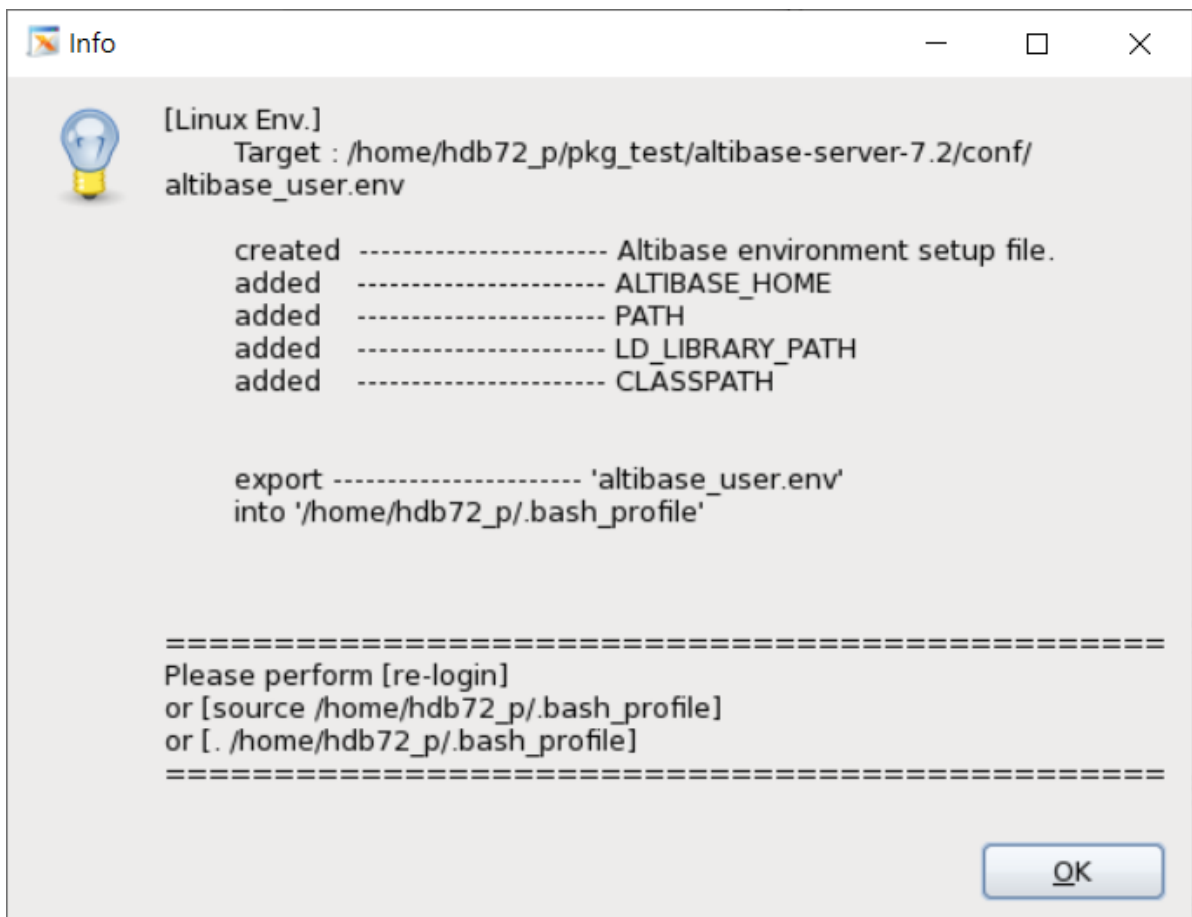 Info
[Linux Env.]
Target : /home/hdb72_p/pkg_test/altibase-server-7.2/conf/
altibase_user.env
created ----------------------- Altibase environment setup file.
added ----------------------- ALTIBASE_HOME
added ----------------------- PATH
added ----------------------- LD_LIBRARY_PATH
added ----------------------- CLASSPATH
export ----------------------- 'altibase_user.env'
into '/home/hdb72_p/.bash_profile'
==============================================
Please perform [re-login]
or [source /home/hdb72_p/.bash_profile]
or [. /home/hdb72_p/.bash_profile]
==============================================
OK